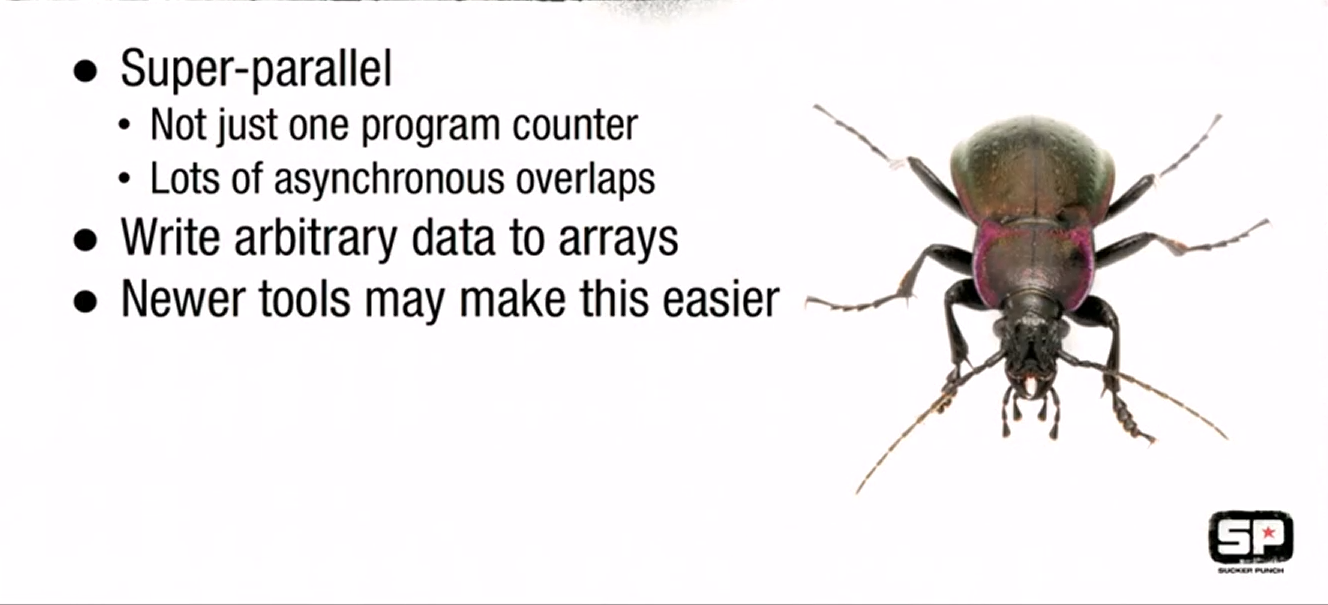 Super-parallel
Not just one program counter
Lots of asynchronous overlaps
Write arbitrary data to arrays
Newer tools may make this easier
SP
SUCKER PUNCH